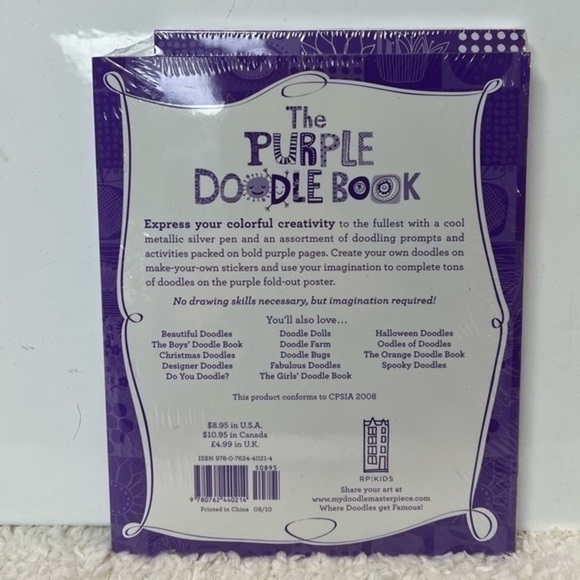 The
PURPLE
DOODLE BOOK
Express your colorful creativity to the fullest with a cool
metallic silver pen and an assortment of doodling prompts and
activities packed on bold purple pages. Create your own doodles on
make-your-own stickers and use your imagination to complete tons
of doodles on the purple fold-out poster.
No drawing skills necessary, but imagination required!
You'll also love...
Beautiful Doodles Doodle Dolls Halloween Doodles
The Boys' Doodle Book Doodle Farm Oodles of Doodles
Christmas Doodles Doodle Bugs The Orange Doodle Book
Designer Doodles Fabulous Doodles Spooky Doodles
Do You Doodle? The Girls' Doodle Book
This product conforms to CPSIA 2008
$8.95 in U.S.A.
$10.95 in Canada
£4.99 in U.K.
ISBN 978-0-7624-4021-4
50895
9 780762 440214
Printed in China 08/10
RP|KIDS
Share your art at
www.mydoodlemasterpiece.com
Where Doodles get Famous!